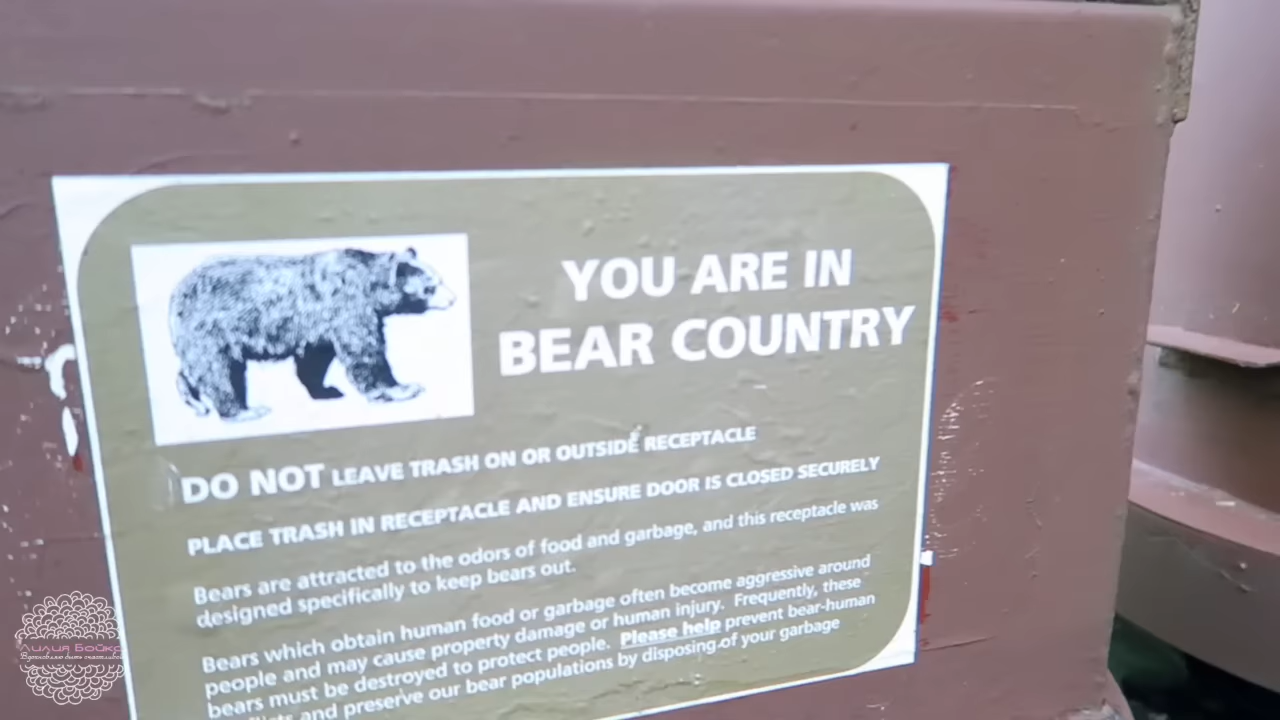 YOU ARE IN
BEAR COUNTRY
DO NOT LEAVE TRASH ON OR OUTSIDE RECEPTACLE
PLACE TRASH IN RECEPTACLE AND ENSURE DOOR IS CLOSED SECURELY
Bears are attracted to the odors of food and garbage, and this receptacle was
designed specifically to keep bears out.
Bears which obtain human food or garbage often become aggressive around
people and may cause property damage or human injury. Frequently, these
bears must be destroyed to protect people. Please help prevent bear-human
and preserve our bear populations by disposing of your garbage
Лилия Бойко